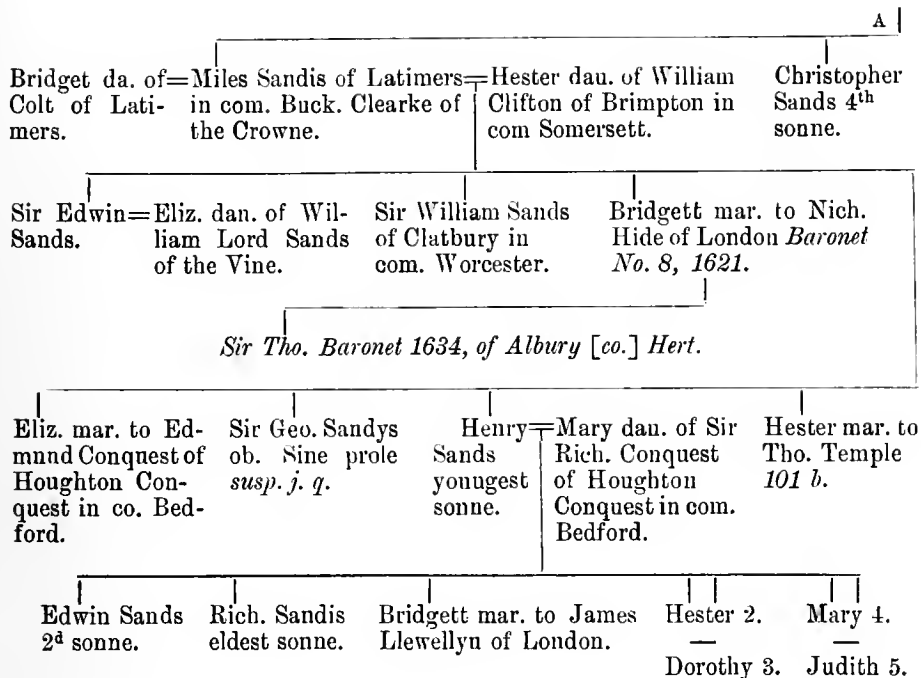 A
Bridget da. of=Miles Sandis of Latimers=Hester dau. of William
Colt of Lati-
mers.
in com. Buck. Clearke of
the Crowne.
Clifton of Brimpton in
com Somersett.
Christopher
Sands 4th
sonne.
Sir Edwin=Eliz. dan. of Wil-
Sands.
liam Lord Sands
of the Vine.
Sir William Sands
of Clatbury in
com. Worcester.
Bridgett mar. to Nich.
Hide of London Baronet
No. 8, 1621.
Sir Tho. Baronet 1634, of Albury [co.] Hert.
Eliz. mar. to Ed-
mnnd Conquest of
Houghton Con-
quest in co. Bed-
ford.
Sir Geo. Sandys
ob. Sine prole
susp. j. q.
Henry=Mary dau. of Sir
Sands
yonugest
sonne.
Rich. Conquest
of Houghton
Conquest in com.
Bedford.
Hester mar. to
Tho. Temple
101 b.
Edwin Sands
2d sonne.
Rich. Sandis
eldest sonne.
Bridgett mar. to James
Llewellyn of London.
Hester 2.
—
Dorothy 3.
Mary 4.
—
Judith 5.